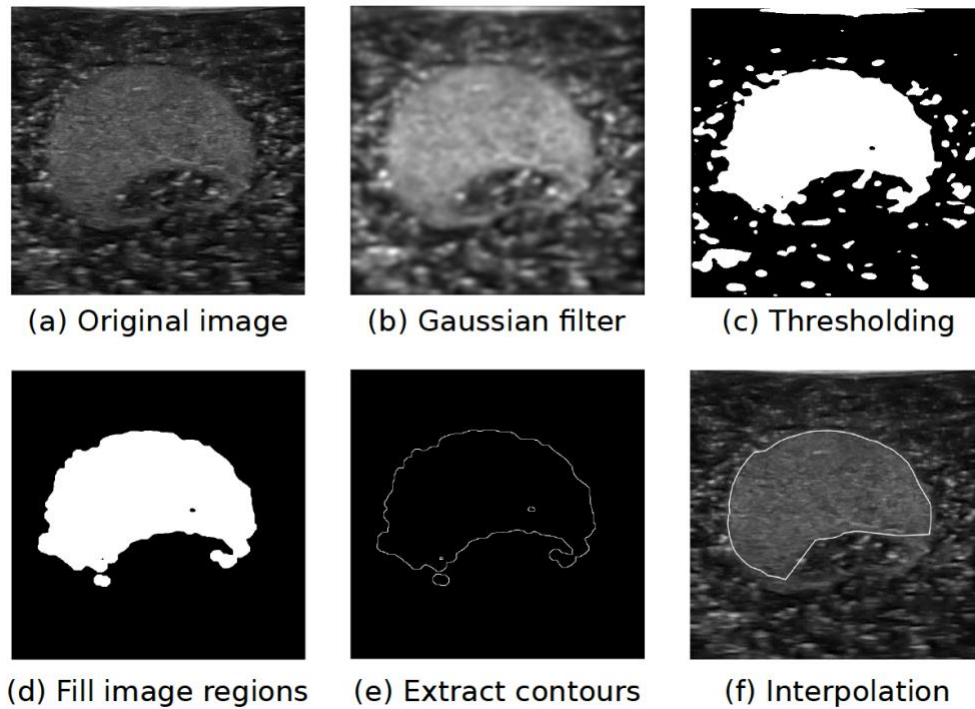 (a) Original image
(b) Gaussian filter
(c) Thresholding
(d) Fill image regions
(e) Extract contours
(f) Interpolation